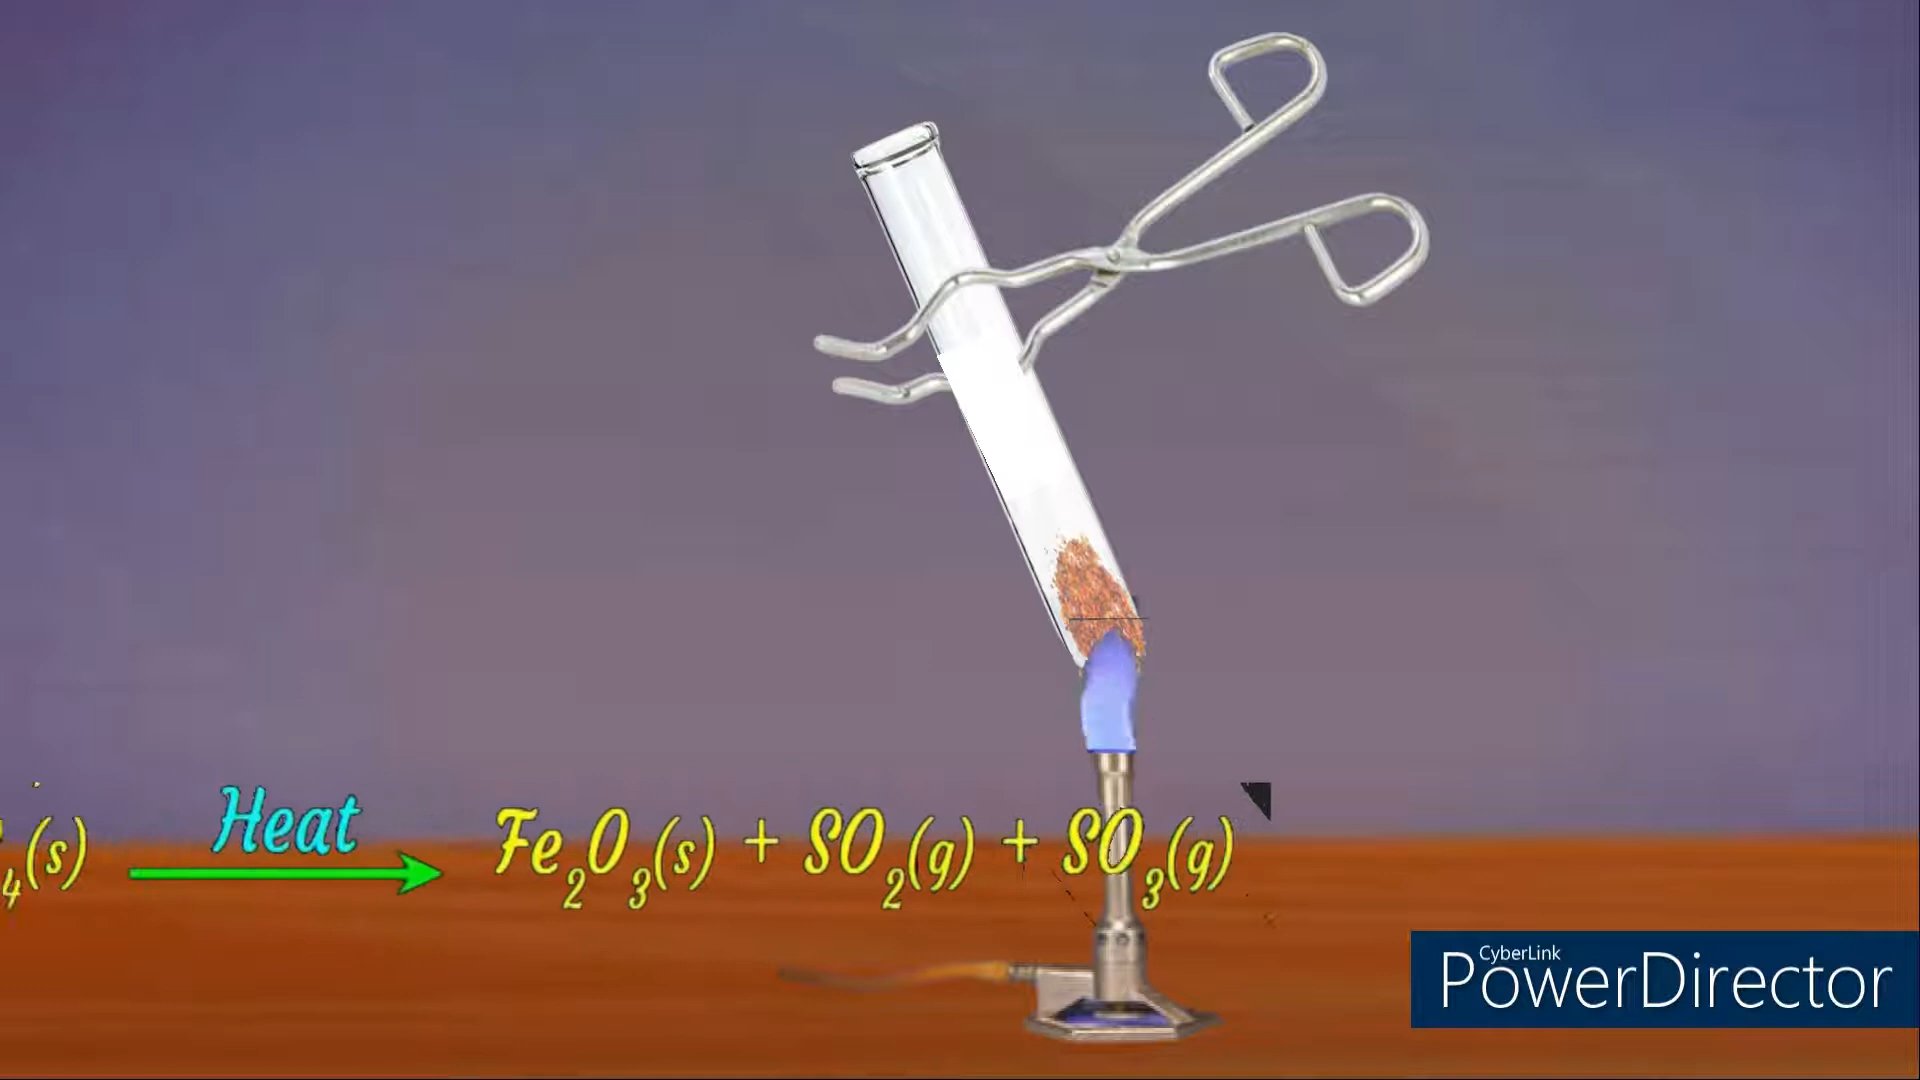 Heat
₄(s) ⟶ Fe₂O₃(s) + SO₂(g) + SO₃(g)
CyberLink
PowerDirector